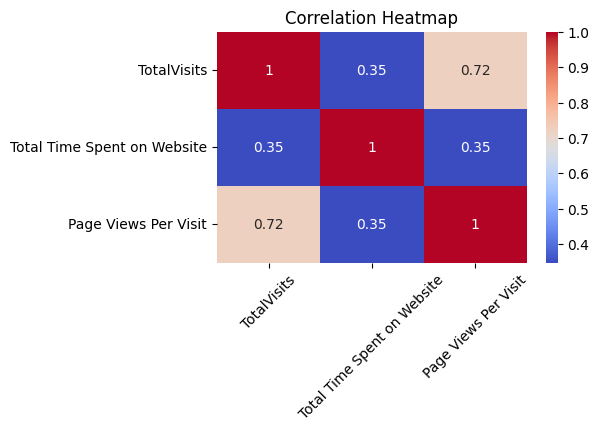 Correlation Heatmap
TotalVisits
1
0.35
0.72
Total Time Spent on Website
0.35
1
0.35
Page Views Per Visit
0.72
0.35
1
TotalVisits
Total Time Spent on Website
Page Views Per Visit
1.0
0.9
0.8
0.7
0.6
0.5
0.4